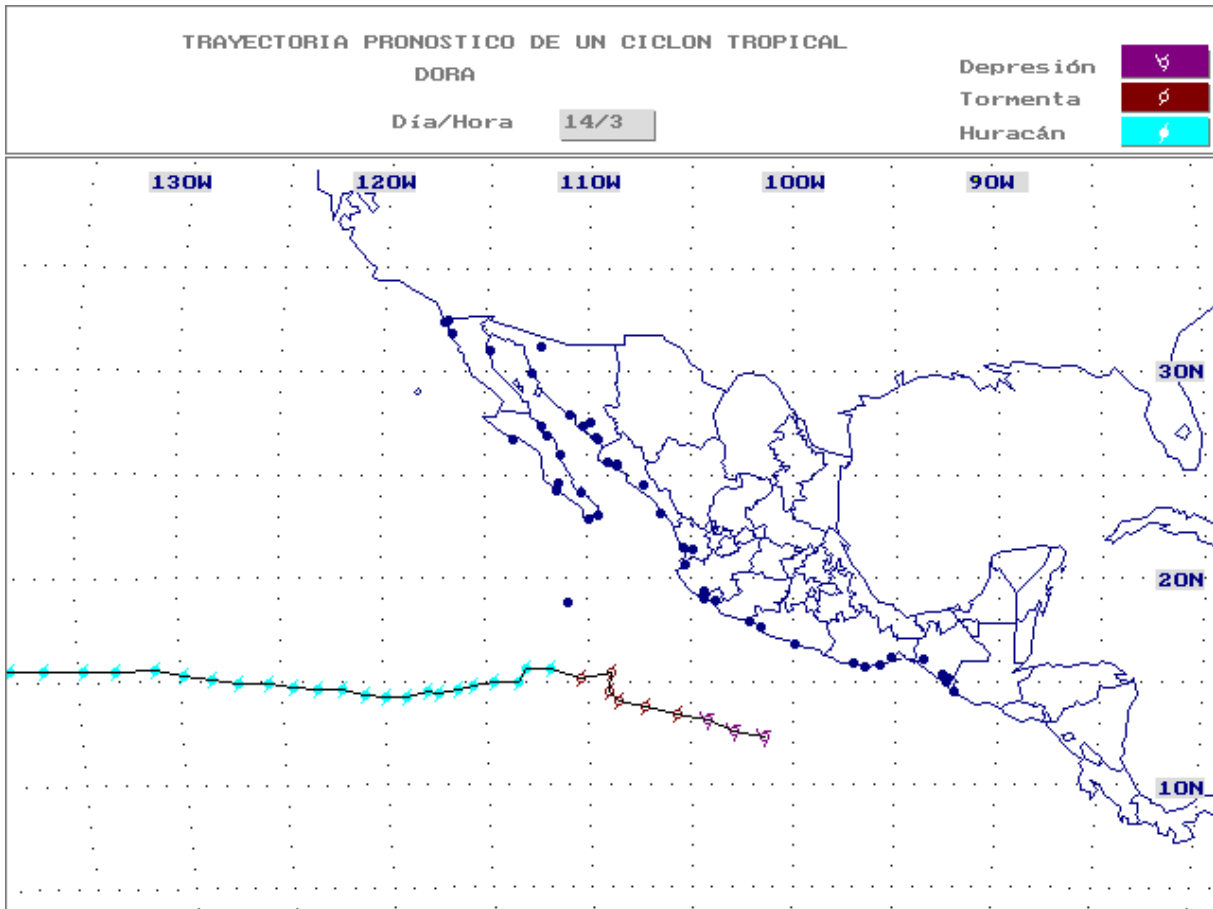 TRAYECTORIA PRONOSTICO DE UN CICLON TROPICAL
DORA
Día/Hora 14/3
Depresión
Tormenta
Huracán
130W 120W 110W 100W 90W
30N
20N
10N